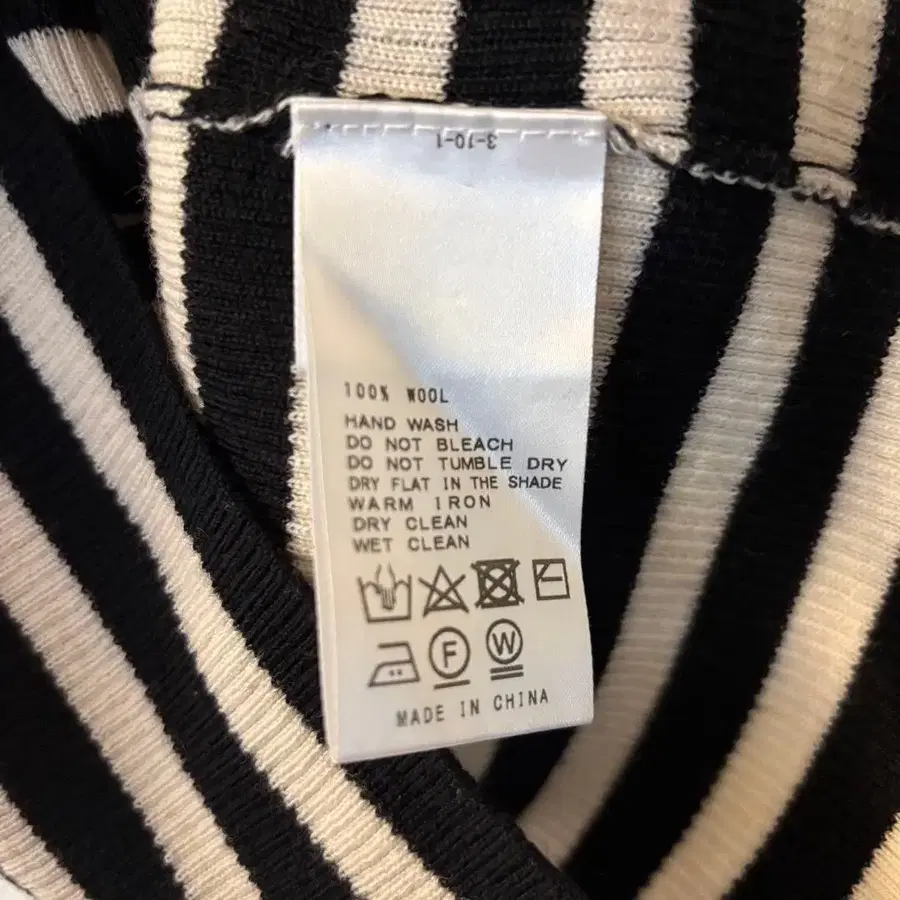 3-10-1
100% WOOL
HAND WASH
DO NOT BLEACH
DO NOT TUMBLE DRY
DRY FLAT IN THE SHADE
WARM IRON
DRY CLEAN
WET CLEAN
F W
MADE IN CHINA